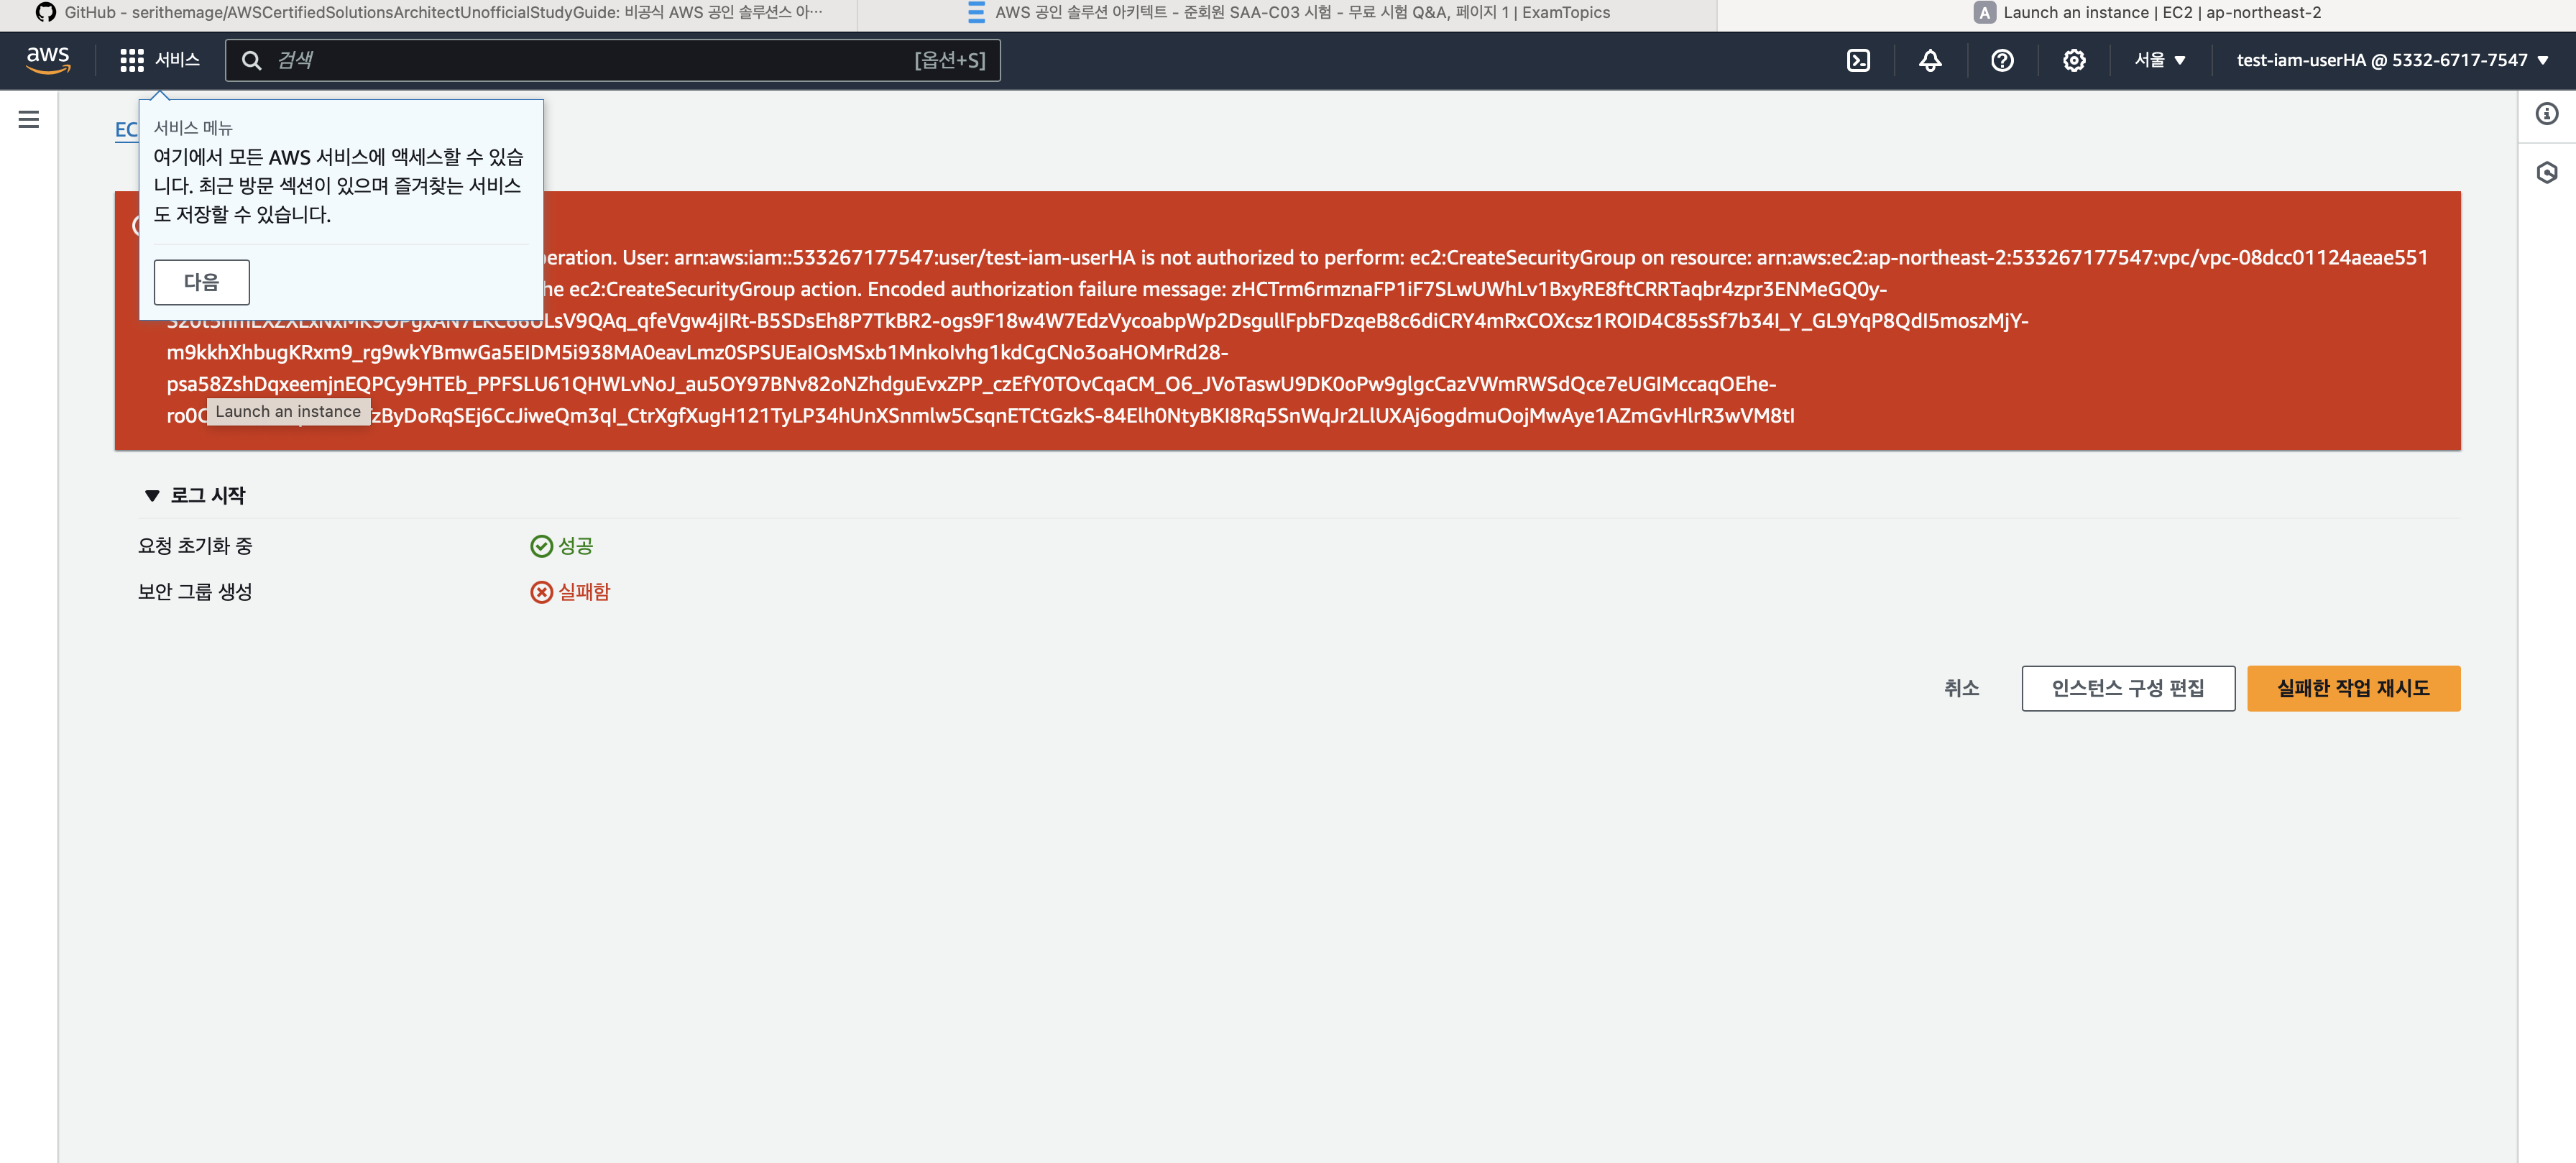 GitHub - serithemage/AWSCertifiedSolutionsArchitectUnofficialStudyGuide: 비공식 AWS 공인 솔루션스 아…
AWS 공인 솔루션 아키텍트 - 준회원 SAA-C03 시험 - 무료 시험 Q&A, 페이지 1 | ExamTopics
A Launch an instance | EC2 | ap-northeast-2
aws
서비스
검색
[옵션+S]
서울
test-iam-userHA @ 5332-6717-7547
EC
서비스 메뉴
여기에서 모든 AWS 서비스에 액세스할 수 있습
니다. 최근 방문 섹션이 있으며 즐겨찾는 서비스
도 저장할 수 있습니다.
다음
eration. User: arn:aws:iam::533267177547:user/test-iam-userHA is not authorized to perform: ec2:CreateSecurityGroup on resource: arn:aws:ec2:ap-northeast-2:533267177547:vpc/vpc-08dcc01124aeae551
he ec2:CreateSecurityGroup action. Encoded authorization failure message: zHCTrm6rmznaFP1iF7SLwUWhLv1BxyRE8ftCRRTaqbr4zpr3ENMeGQ0y-
LsV9QAq_qfeVgw4jIRt-B5SDsEh8P7TkBR2-ogs9F18w4W7EdzVycoabpWp2DsgullFpbFDzqeB8c6diCRY4mRxCOXcsz1ROID4C85sSf7b34I_Y_GL9YqP8QdI5moszMjY-
m9kkhXhbugKRxm9_rg9wkYBmwGa5EIDM5i938MA0eavLmz0SPSUEaIOsMSxb1MnkoIvhg1kdCgCNo3oaHOMrRd28-
psa58ZshDqxeemjnEQPCy9HTEb_PPFSLU61QHWLvNoJ_au5OY97BNv82oNZhdguEvxZPP_czEfY0TOvCqaCM_O6_JVoTaswU9DK0oPw9glgcCazVWmRWSdQce7eUGIMccaqOEhe-
ro0C
Launch an instance
zByDoRqSEj6CcJiweQm3qI_CtrXgfXugH121TyLP34hUnXSnmlw5CsqnETCtGzkS-84Elh0NtyBKI8Rq5SnWqJr2LlUXAj6ogdmuOojMwAye1AZmGvHlrR3wVM8tI
로그 시작
요청 초기화 중
성공
보안 그룹 생성
실패함
취소
인스턴스 구성 편집
실패한 작업 재시도